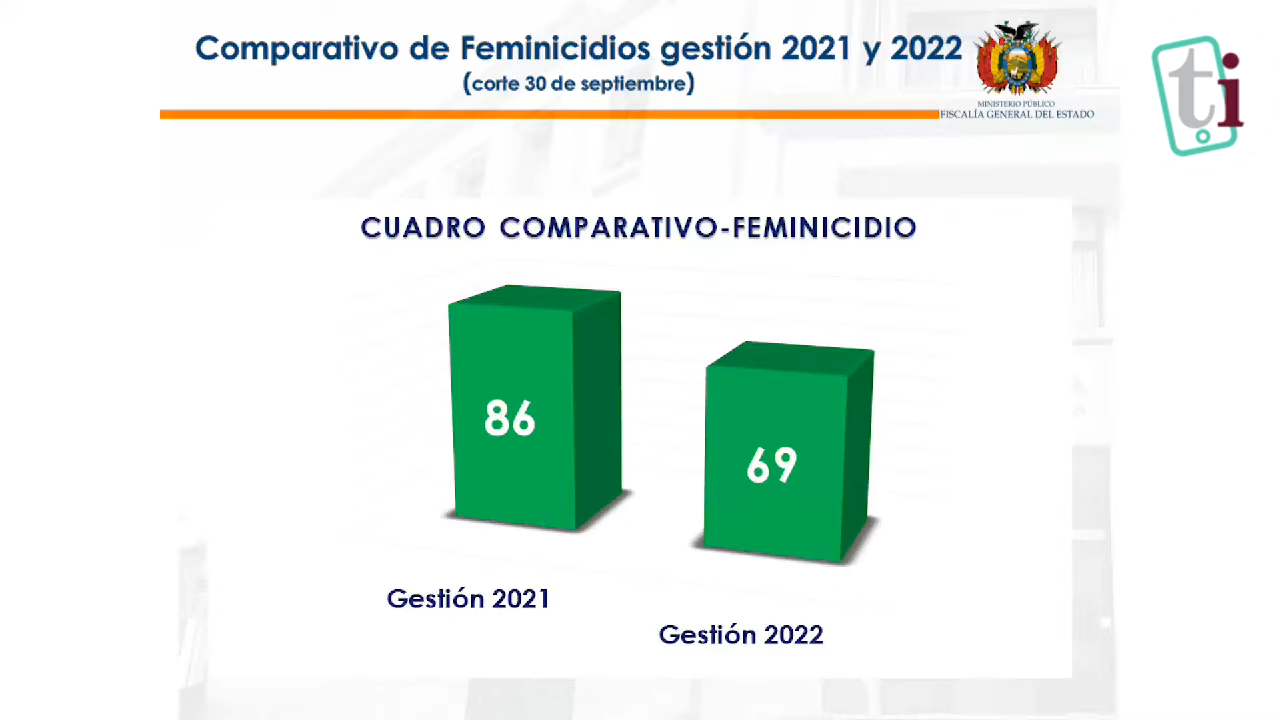 Comparativo de Feminicidios gestión 2021 y 2022
(corte 30 de septiembre)
MINISTERIO PÚBLICO
FISCALÍA GENERAL DEL ESTADO
ti
CUADRO COMPARATIVO-FEMINICIDIO
86
69
Gestión 2021
Gestión 2022